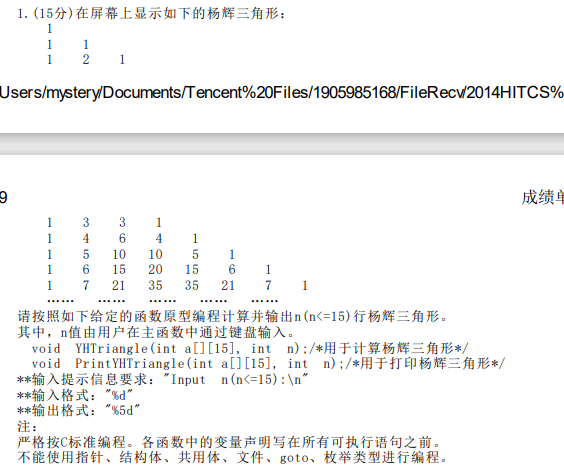 1.(15分)在屏幕上显示如下的杨辉三角形：
1
1 1
1 2 1
Users/mystery/Documents/Tencent%20Files/1905985168/FileRecv/2014HITCS%
9 成绩单
1 3 3 1
1 4 6 4 1
1 5 10 10 5 1
1 6 15 20 15 6 1
1 7 21 35 35 21 7 1
…… …… …… …… ……
请按照如下给定的函数原型编程计算并输出n(n<=15)行杨辉三角形。
其中，n值由用户在主函数中通过键盘输入。
void YHTriangle(int a[][15], int n);/*用于计算杨辉三角形*/
void PrintYHTriangle(int a[][15], int n);/*用于打印杨辉三角形*/
**输入提示信息要求："Input n(n<=15):\n"
**输入格式："%d"
**输出格式："%5d"
注：
严格按C标准编程。各函数中的变量声明写在所有可执行语句之前。
不能使用指针、结构体、共用体、文件、goto、枚举类型进行编程。